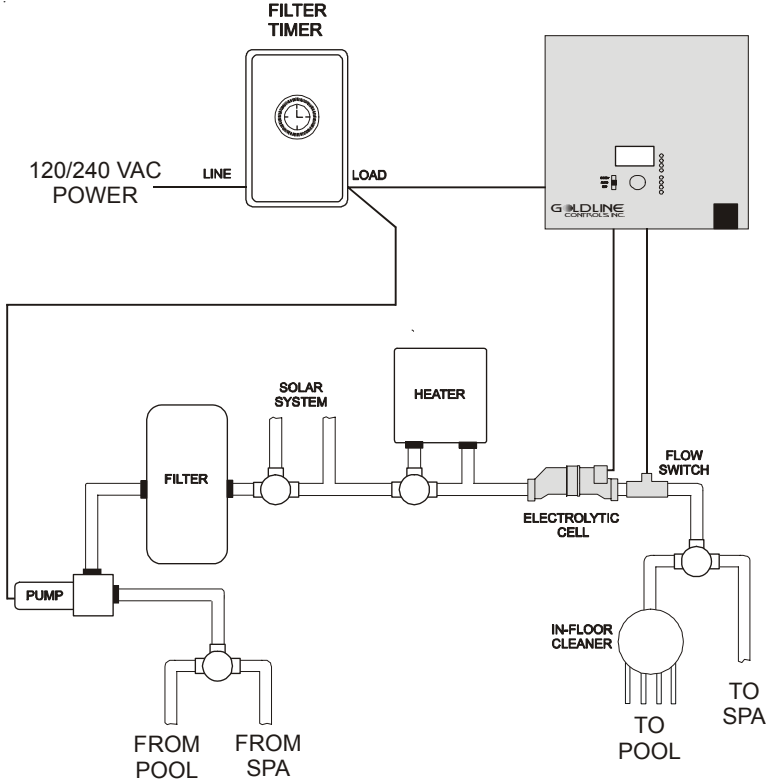 FILTER
TIMER
120/240 VAC
POWER
LINE
LOAD
GOLDLINE
CONTROLS, INC.
SOLAR
SYSTEM
HEATER
FILTER
FLOW
SWITCH
ELECTROLYTIC
CELL
PUMP
IN-FLOOR
CLEANER
TO
SPA
TO
POOL
FROM
POOL
FROM
SPA